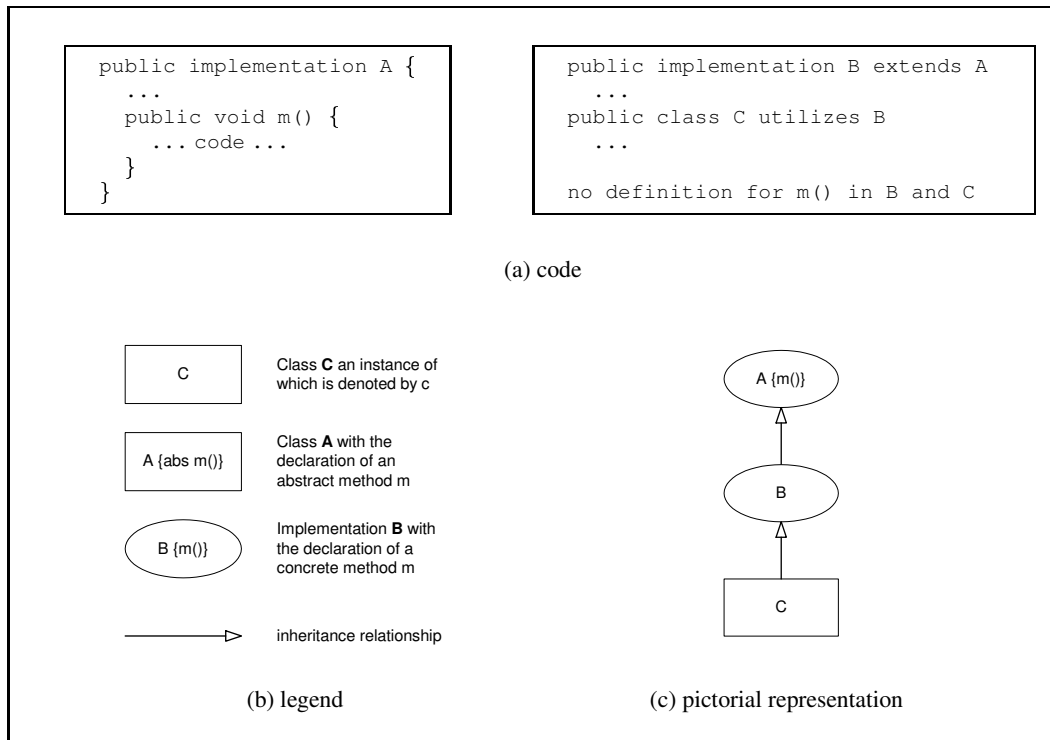 public implementation A {
...
public void m() {
... code ...
}
}
public implementation B extends A
...
public class C utilizes B
...
no definition for m() in B and C
(a) code
C
Class C an instance of
which is denoted by c
A {abs m()}
Class A with the
declaration of an
abstract method m
B {m()}
Implementation B with
the declaration of a
concrete method m
inheritance relationship
(b) legend
A {m()}
B
C
(c) pictorial representation